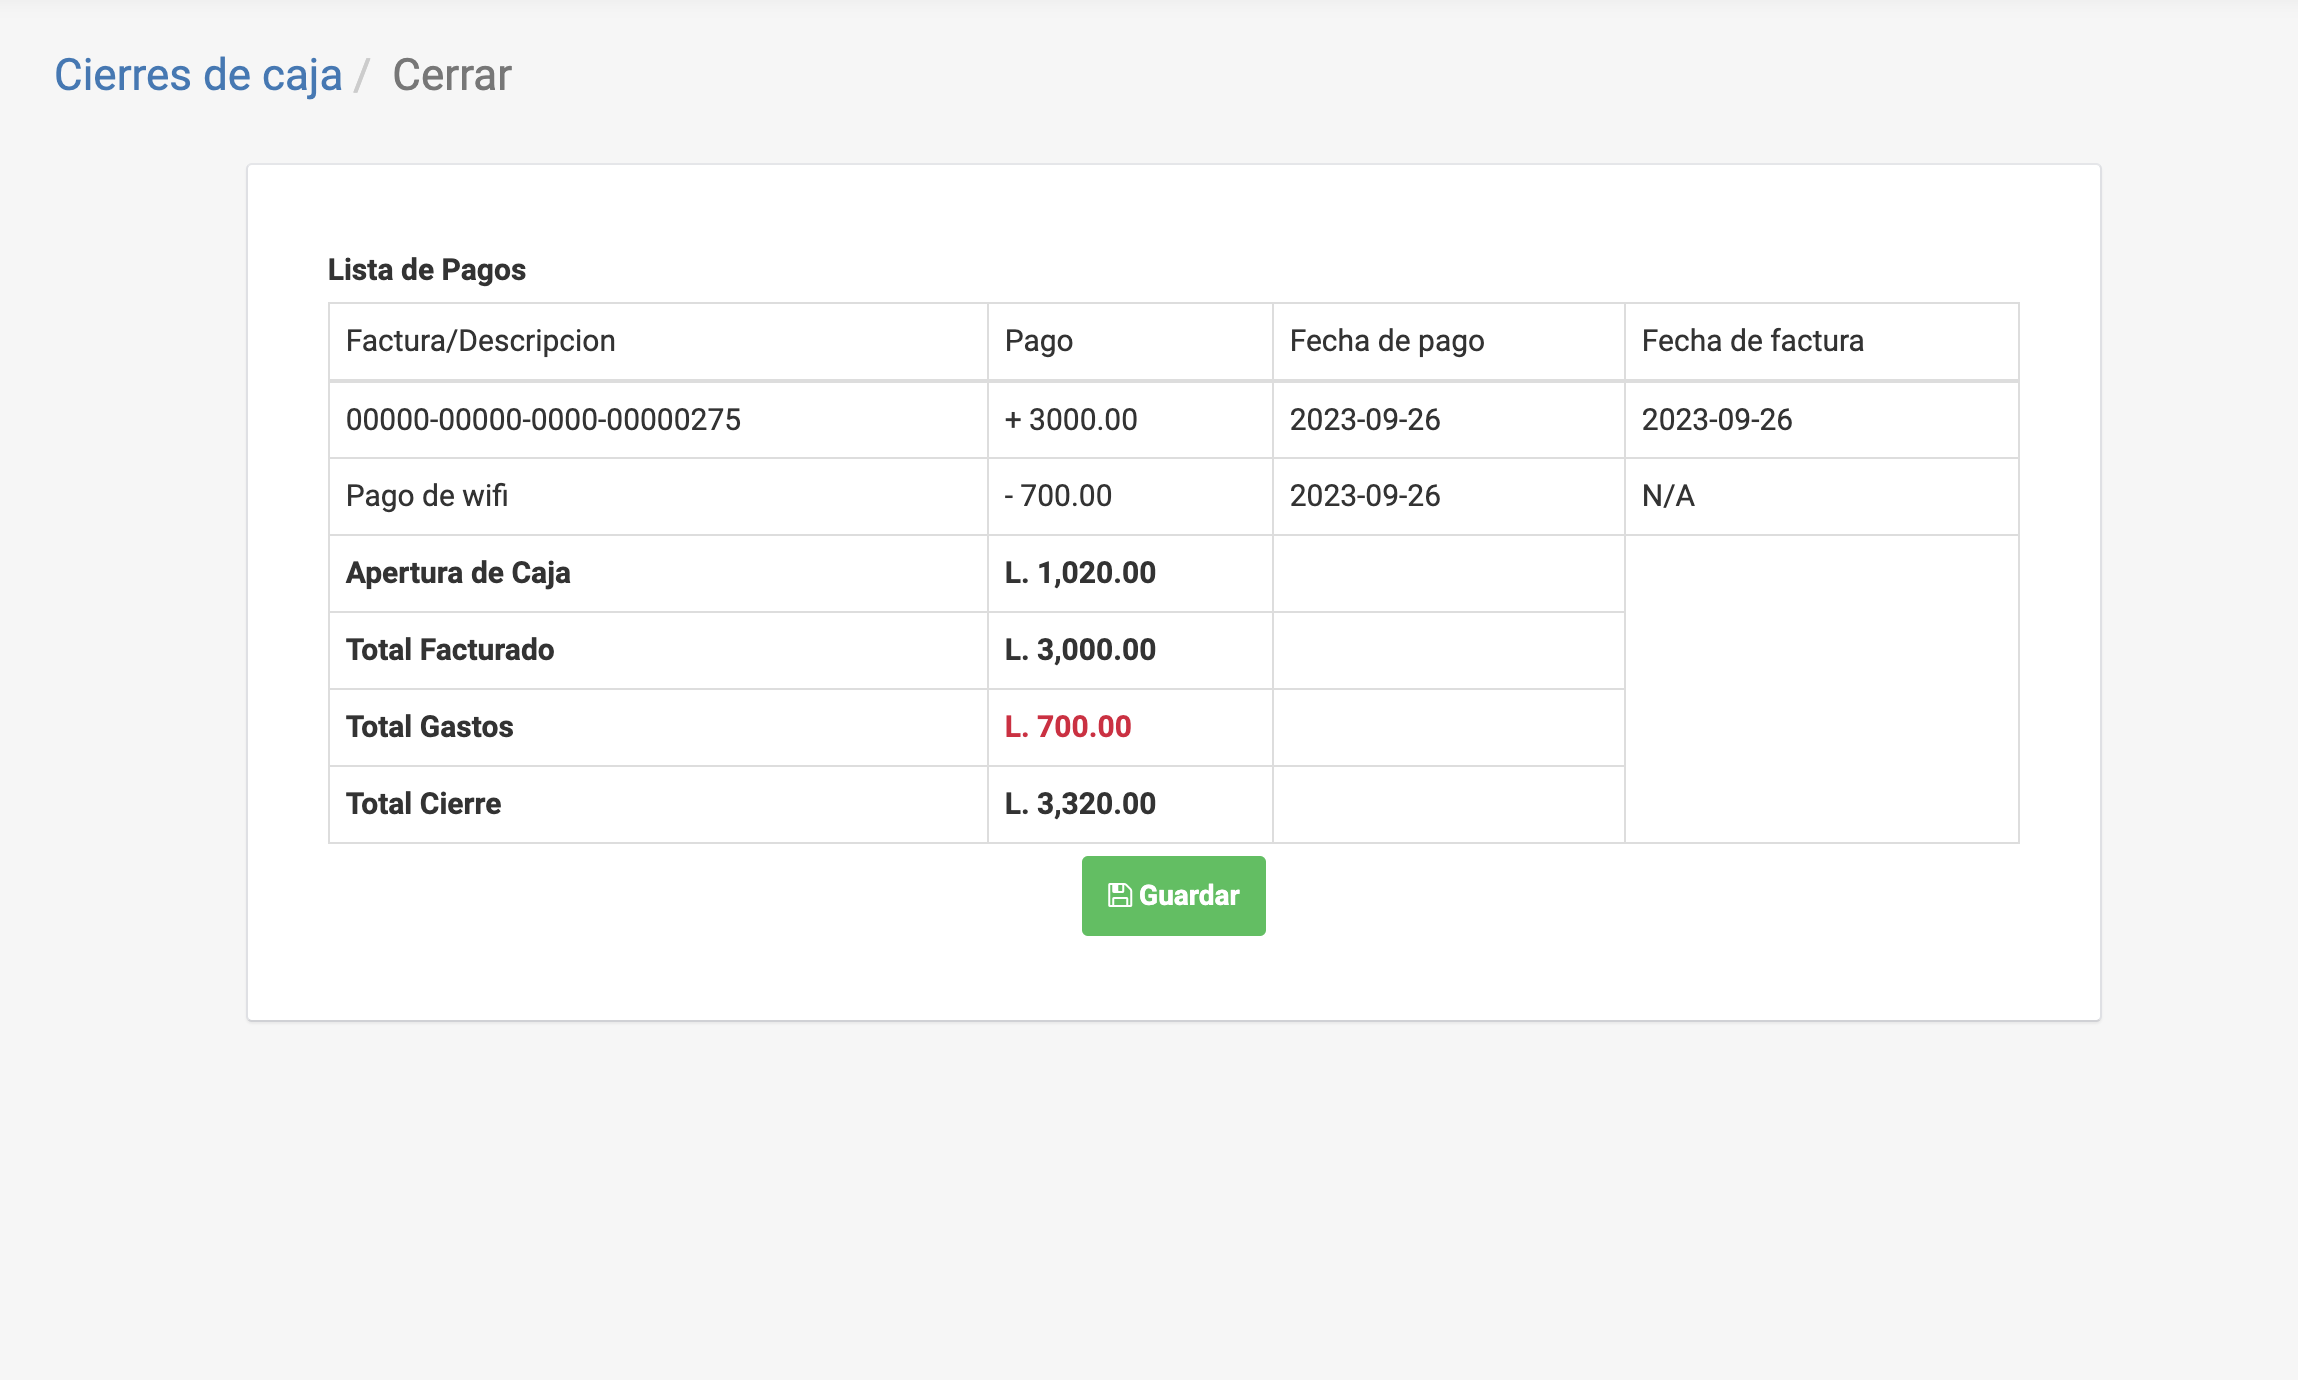 Cierres de caja / Cerrar
Lista de Pagos
Factura/Descripcion Pago Fecha de pago Fecha de factura
00000-00000-0000-00000275 + 3000.00 2023-09-26 2023-09-26
Pago de wifi - 700.00 2023-09-26 N/A
Apertura de Caja L. 1,020.00
Total Facturado L. 3,000.00
Total Gastos L. 700.00
Total Cierre L. 3,320.00
Guardar